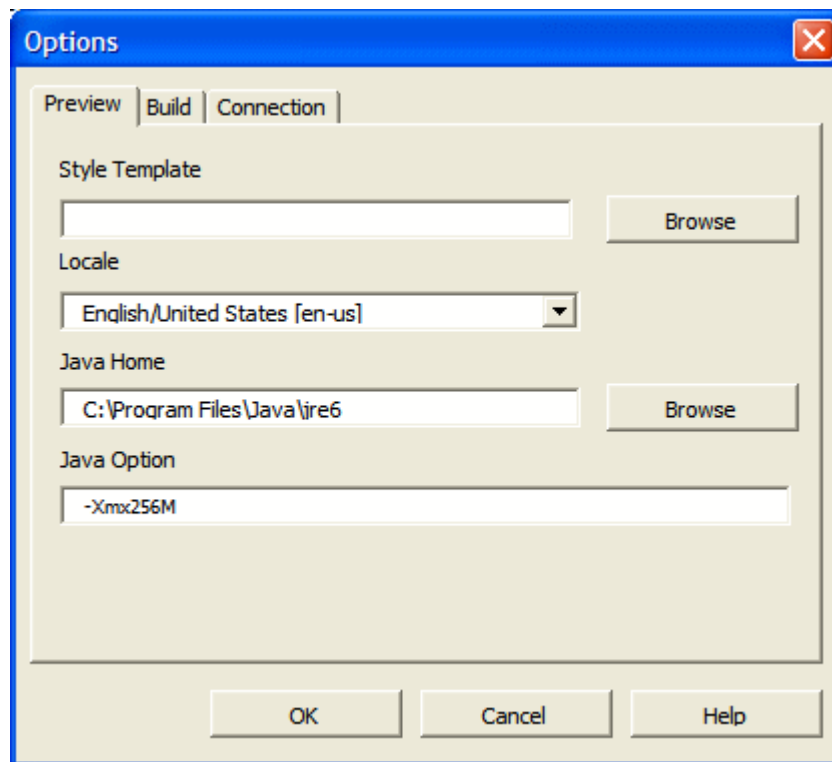 Options
Preview Build Connection
Style Template
Browse
Locale
English/United States [en-us]
Java Home
C:\Program Files\Java\jre6 Browse
Java Option
-Xmx256M
OK Cancel Help